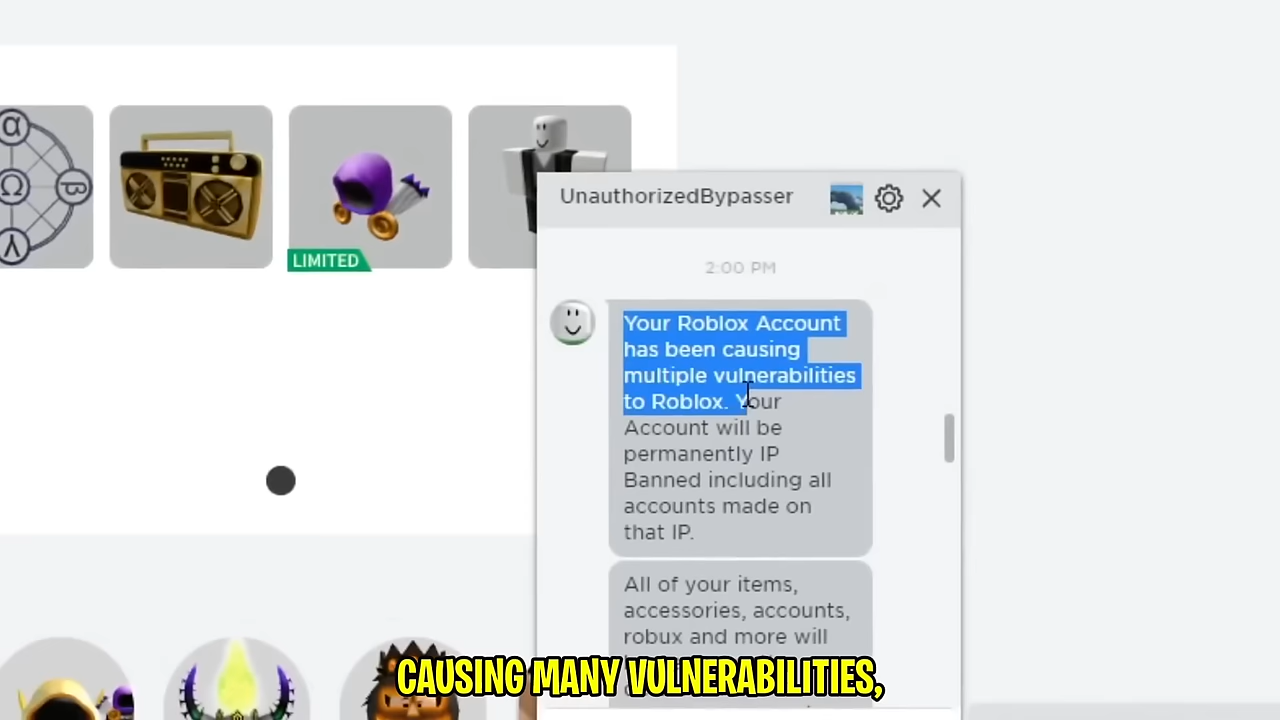 LIMITED
UnauthorizedBypasser
2:00 PM
Your Roblox Account
has been causing
multiple vulnerabilities
to Roblox. Your
Account will be
permanently IP
Banned including all
accounts made on
that IP.
All of your items,
accessories, accounts,
robux and more will
CAUSING MANY VULNERABILITIES,